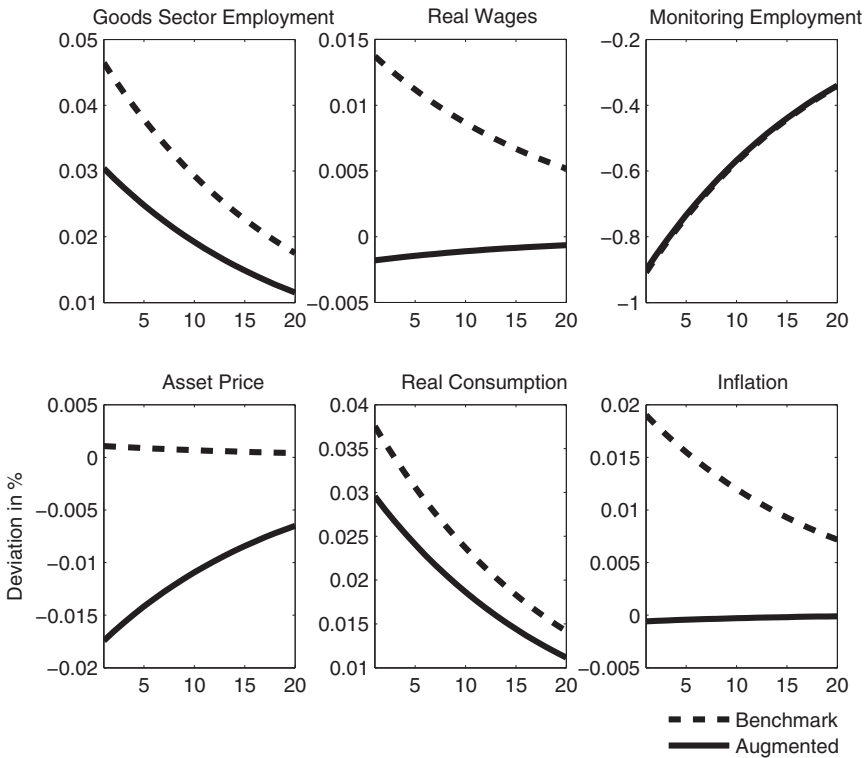 Goods Sector Employment
0.05
0.04
0.03
0.02
0.01
5 10 15 20
Real Wages
0.015
0.01
0.005
0
−0.005
5 10 15 20
Monitoring Employment
−0.2
−0.4
−0.6
−0.8
−1
5 10 15 20
Deviation in %
Asset Price
0.005
0
−0.005
−0.01
−0.015
−0.02
5 10 15 20
Real Consumption
0.04
0.035
0.03
0.025
0.02
0.015
0.01
5 10 15 20
Inflation
0.02
0.015
0.01
0.005
0
−0.005
5 10 15 20
Benchmark
Augmented